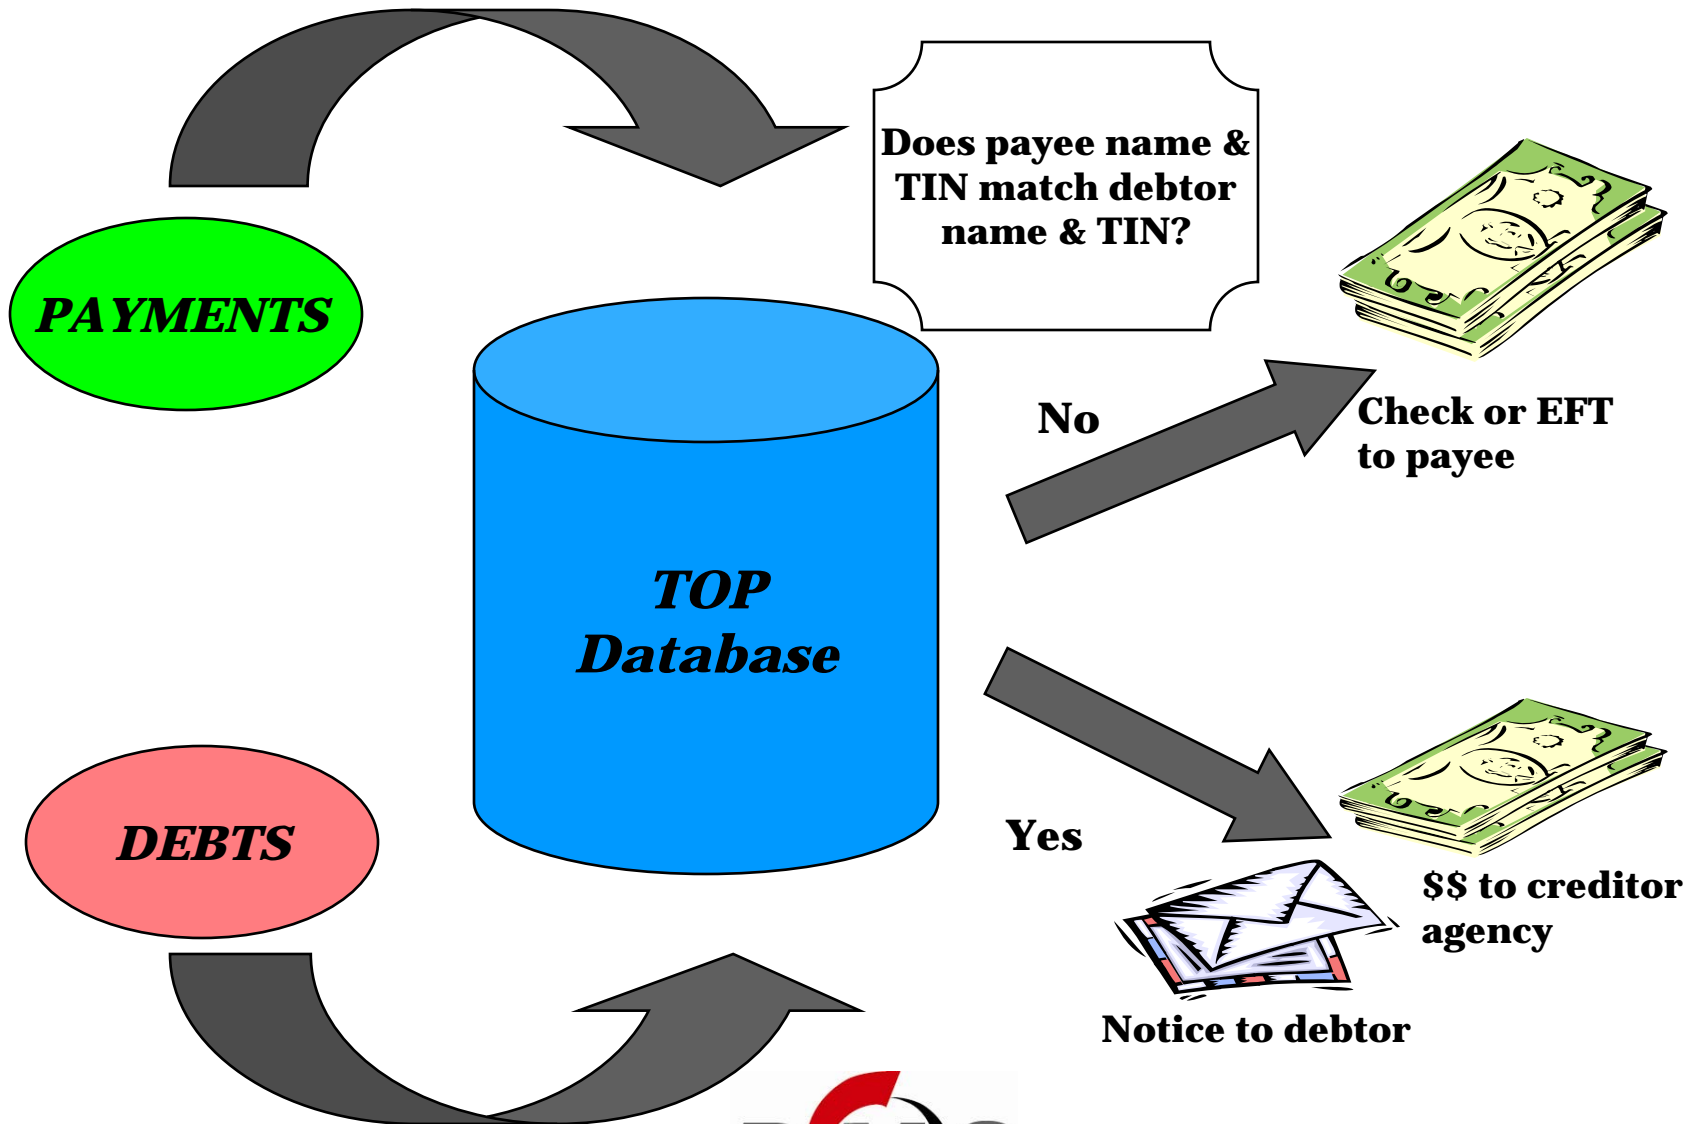 Does payee name &
TIN match debtor
name & TIN?
PAYMENTS
No
Check or EFT
to payee
TOP
Database
DEBTS
Yes
$$ to creditor
agency
Notice to debtor